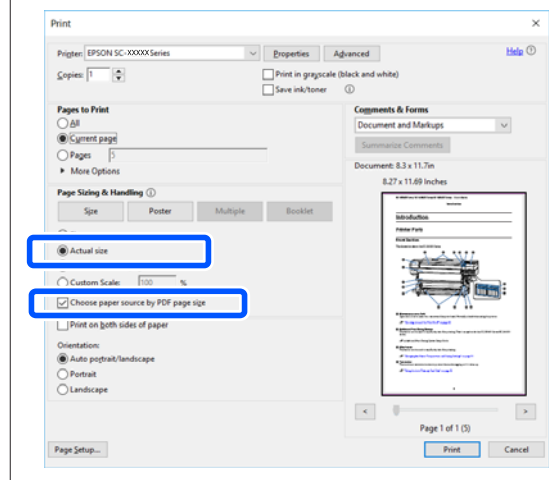 Print
Printer: EPSON SC-XXXXX Series
Properties
Advanced
Help
Copies: 1
Print in grayscale (black and white)
Save ink/toner
Pages to Print
All
Current page
Pages 5
More Options
Comments & Forms
Document and Markups
Summarize Comments
Page Sizing & Handling
Size
Poster
Multiple
Booklet
Actual size
Custom Scale: 100 %
Choose paper source by PDF page size
Print on both sides of paper
Orientation:
Auto portrait/landscape
Portrait
Landscape
Document: 8.3 x 11.7in
8.27 x 11.69 Inches
Introduction
Printer Parts
Front Section
<
>
Page 1 of 1 (5)
Page Setup...
Print
Cancel